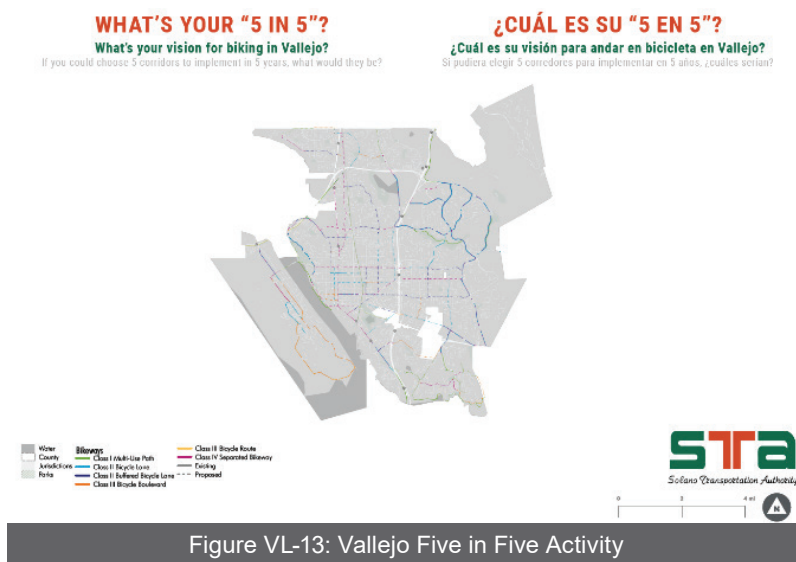 WHAT'S YOUR "5 IN 5"?
What's your vision for biking in Vallejo?
If you could choose 5 corridors to implement in 5 years, what would they be?
¿CUÁL ES SU "5 EN 5"?
¿Cuál es su visión para andar en bicicleta en Vallejo?
Si pudiera elegir 5 corredores para implementar en 5 años, ¿cuáles serían?
Water
County
Jurisdictions
Parks
Bikeways
Class I Multi-Use Path
Class II Bicycle Lane
Class II Buffered Bicycle Lane
Class III Bicycle Boulevard
Class III Bicycle Route
Class IV Separated Bikeway
Existing
Proposed
STA
Solano Transportation Authority
0 2 4 mi
N
Figure VL-13: Vallejo Five in Five Activity